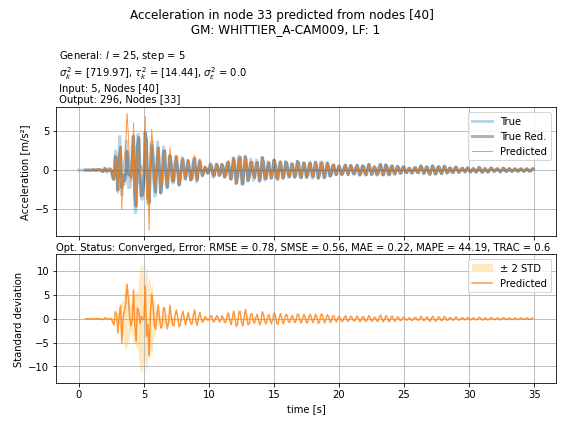 Acceleration in node 33 predicted from nodes [40]
GM: WHITTIER_A-CAM009, LF: 1
General: l = 25, step = 5
σ²ₖ = [719.97], τ²ₖ = [14.44], σ²ε = 0.0
Input: 5, Nodes [40]
Output: 296, Nodes [33]
Acceleration [m/s²]
5
0
−5
True
True Red.
Predicted
Opt. Status: Converged, Error: RMSE = 0.78, SMSE = 0.56, MAE = 0.22, MAPE = 44.19, TRAC = 0.6
Standard deviation
10
5
0
−5
−10
± 2 STD
Predicted
0 5 10 15 20 25 30 35
time [s]